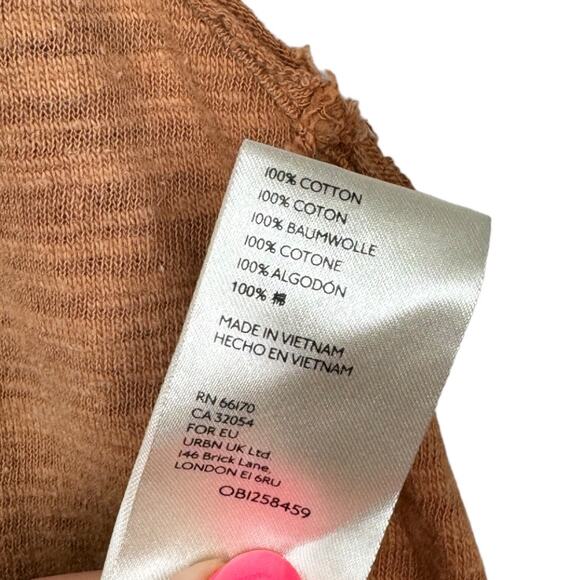 100% COTTON
100% COTON
100% BAUMWOLLE
100% COTONE
100% ALGODÓN
100% 棉
MADE IN VIETNAM
HECHO EN VIETNAM
RN 66170
CA 32054
FOR EU
URBN UK Ltd.
146 Brick Lane,
LONDON E1 6RU
OB1258459